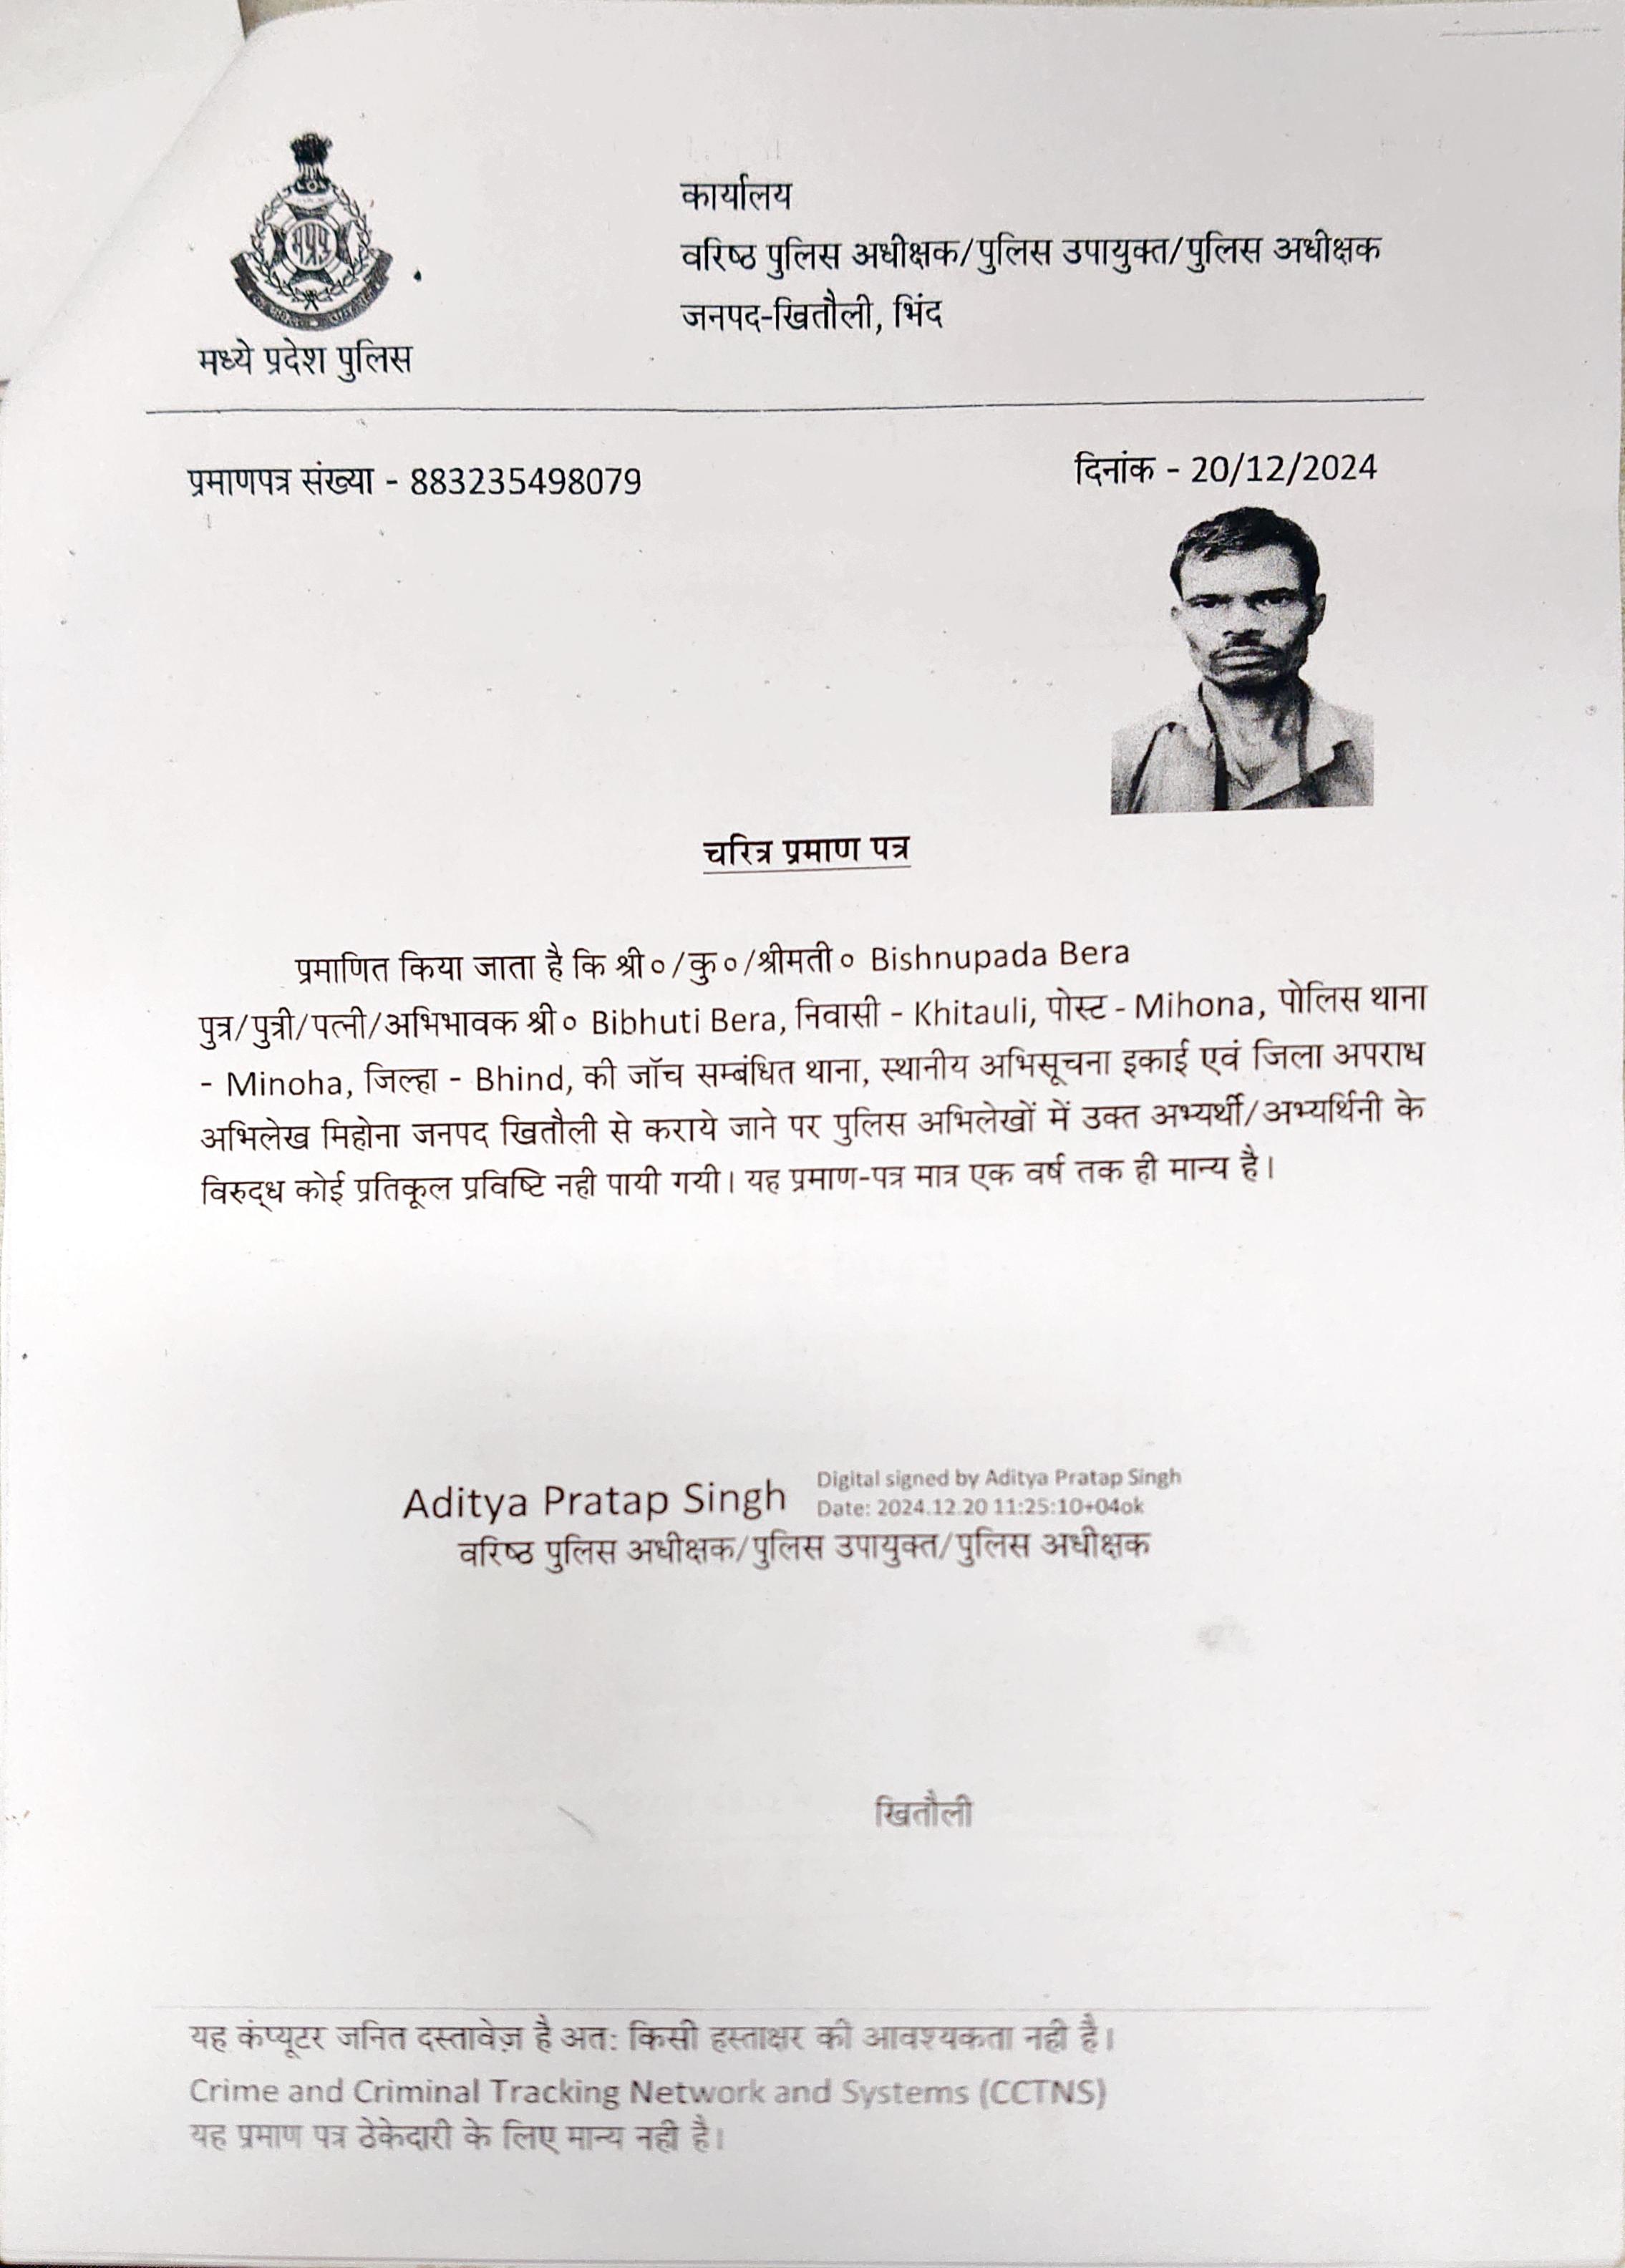 कार्यालय
वरिष्ठ पुलिस अधीक्षक/पुलिस उपायुक्त/पुलिस अधीक्षक
जनपद-खितौली, भिंद
मप्रपु
मध्ये प्रदेश पुलिस
प्रमाणपत्र संख्या - 883235498079
दिनांक - 20/12/2024
चरित्र प्रमाण पत्र
प्रमाणित किया जाता है कि श्री०/कु०/श्रीमती० Bishnupada Bera
पुत्र/पुत्री/पत्नी/अभिभावक श्री० Bibhuti Bera, निवासी - Khitauli, पोस्ट - Mihona, पोलिस थाना
- Minoha, जिल्हा - Bhind, की जॉच सम्बंधित थाना, स्थानीय अभिसूचना इकाई एवं जिला अपराध
अभिलेख मिहोना जनपद खितौली से कराये जाने पर पुलिस अभिलेखों में उक्त अभ्यर्थी/अभ्यर्थिनी के
विरुद्ध कोई प्रतिकूल प्रविष्टि नही पायी गयी। यह प्रमाण-पत्र मात्र एक वर्ष तक ही मान्य है।
Aditya Pratap Singh
Digital signed by Aditya Pratap Singh
Date: 2024.12.20 11:25:10+04ok
वरिष्ठ पुलिस अधीक्षक/पुलिस उपायुक्त/पुलिस अधीक्षक
खितौली
यह कंप्यूटर जनित दस्तावेज़ है अत: किसी हस्ताक्षर की आवश्यकता नही है।
Crime and Criminal Tracking Network and Systems (CCTNS)
यह प्रमाण पत्र ठेकेदारी के लिए मान्य नही है।